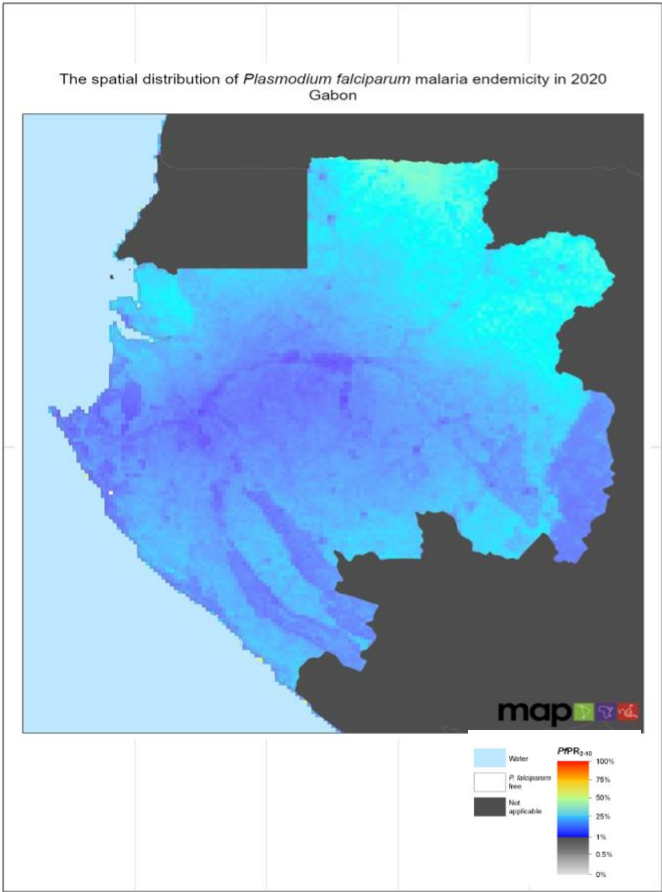 The spatial distribution of Plasmodium falciparum malaria endemicity in 2020
Gabon
map
Water
P. falciparum
free
Not
applicable
PfPR2-10
100%
75%
50%
25%
1%
0.5%
0%